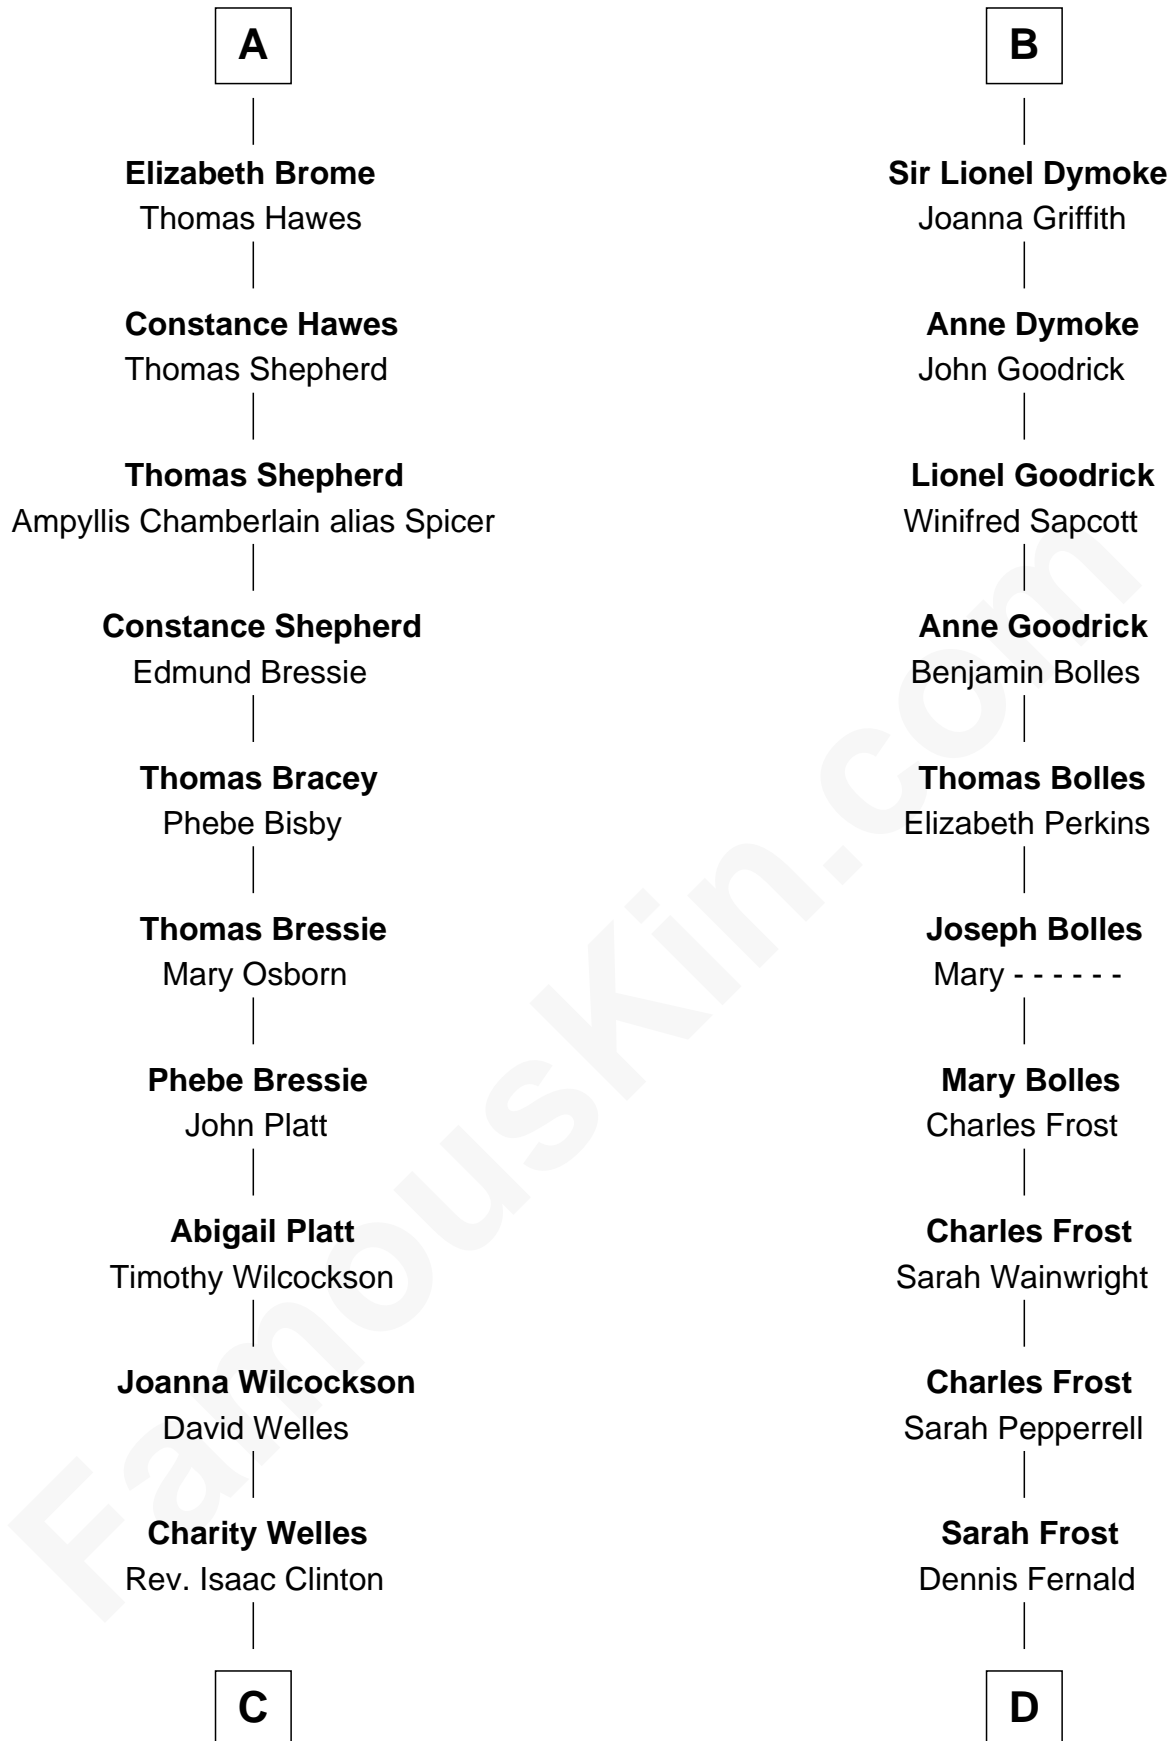 A
Elizabeth Brome
Thomas Hawes
Constance Hawes
Thomas Shepherd
Thomas Shepherd
Ampyllis Chamberlain alias Spicer
Constance Shepherd
Edmund Bressie
Thomas Bracey
Phebe Bisby
Thomas Bressie
Mary Osborn
Phebe Bressie
John Platt
Abigail Platt
Timothy Wilcockson
Joanna Wilcockson
David Welles
Charity Welles
Rev. Isaac Clinton
C
B
Sir Lionel Dymoke
Joanna Griffith
Anne Dymoke
John Goodrick
Lionel Goodrick
Winifred Sapcott
Anne Goodrick
Benjamin Bolles
Thomas Bolles
Elizabeth Perkins
Joseph Bolles
Mary - - - - - -
Mary Bolles
Charles Frost
Charles Frost
Sarah Wainwright
Charles Frost
Sarah Pepperrell
Sarah Frost
Dennis Fernald
D
FamousKin.com